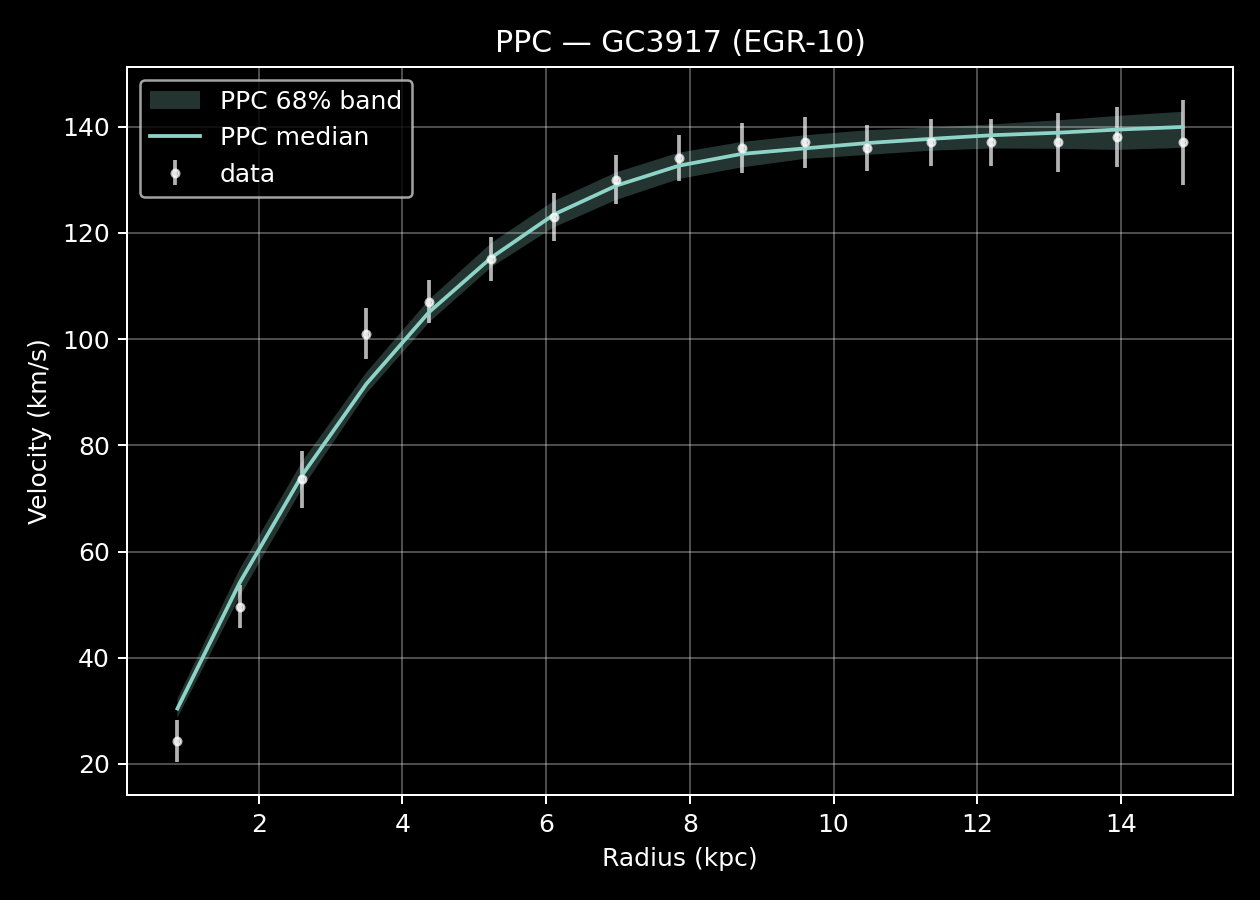 PPC — GC3917 (EGR-10)
PPC 68% band
PPC median
data
Velocity (km/s)
140
120
100
80
60
40
20
2 4 6 8 10 12 14
Radius (kpc)